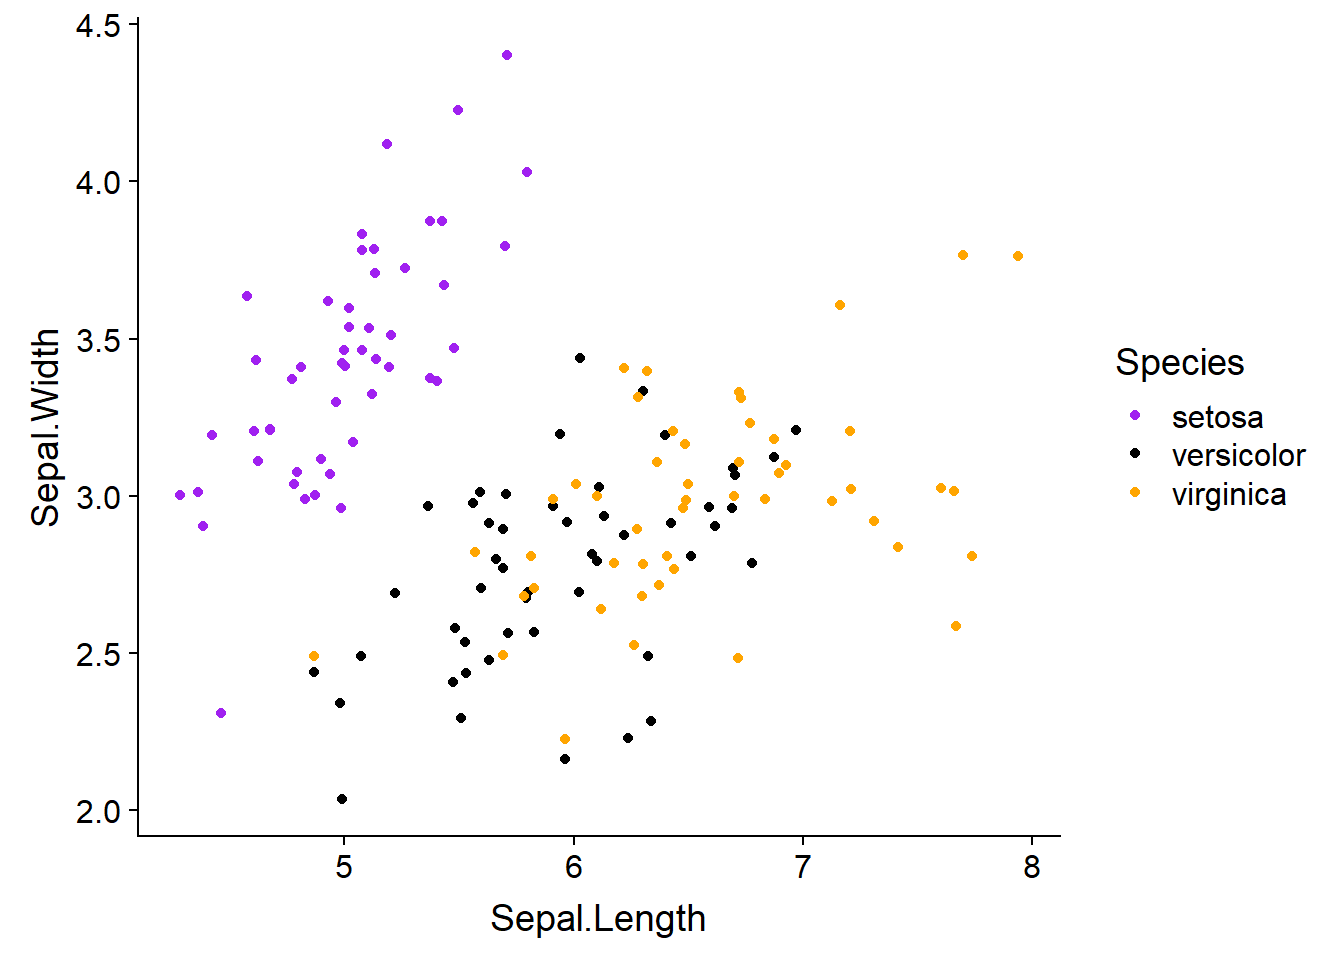 4.5
4.0
3.5
3.0
2.5
2.0
Sepal.Width
5 6 7 8
Sepal.Length
Species
setosa
versicolor
virginica